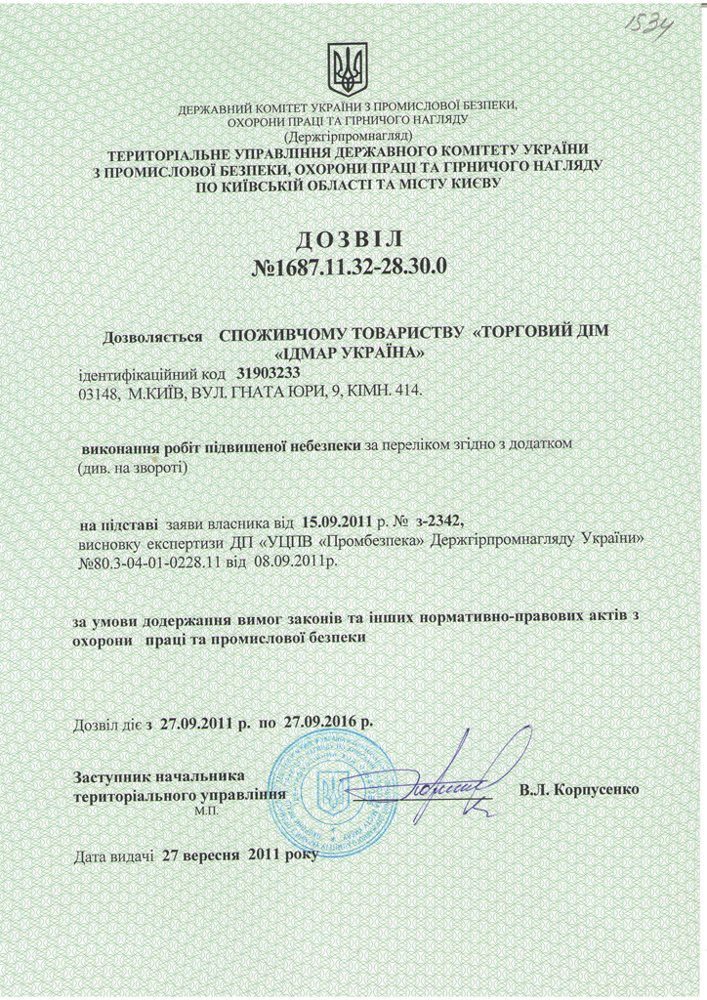 1534
ДЕРЖАВНИЙ КОМІТЕТ УКРАЇНИ З ПРОМИСЛОВОЇ БЕЗПЕКИ,
ОХОРОНИ ПРАЦІ ТА ГІРНИЧОГО НАГЛЯДУ
(Держгірпромнагляд)
ТЕРИТОРІАЛЬНЕ УПРАВЛІННЯ ДЕРЖАВНОГО КОМІТЕТУ УКРАЇНИ
З ПРОМИСЛОВОЇ БЕЗПЕКИ, ОХОРОНИ ПРАЦІ ТА ГІРНИЧОГО НАГЛЯДУ
ПО КИЇВСЬКІЙ ОБЛАСТІ ТА МІСТУ КИЄВУ
ДОЗВІЛ
№1687.11.32-28.30.0
Дозволяється СПОЖИВЧОМУ ТОВАРИСТВУ «ТОРГОВИЙ ДІМ
«ІДМАР УКРАЇНА»
ідентифікаційний код 31903233
03148, М.КИЇВ, ВУЛ. ГНАТА ЮРИ, 9, КІМН. 414.
виконання робіт підвищеної небезпеки за переліком згідно з додатком
(див. на звороті)
на підставі заяви власника від 15.09.2011 р. № з-2342,
висновку експертизи ДП «УЦПВ «Промбезпека» Держгірпромнагляду України»
№80.3-04-01-0228.11 від 08.09.2011р.
за умови додержання вимог законів та інших нормативно-правових актів з
охорони праці та промислової безпеки
Дозвіл діє з 27.09.2011 р. по 27.09.2016 р.
Заступник начальника
територіального управління
М.П.
В.Л. Корпусенко
Дата видачі 27 вересня 2011 року